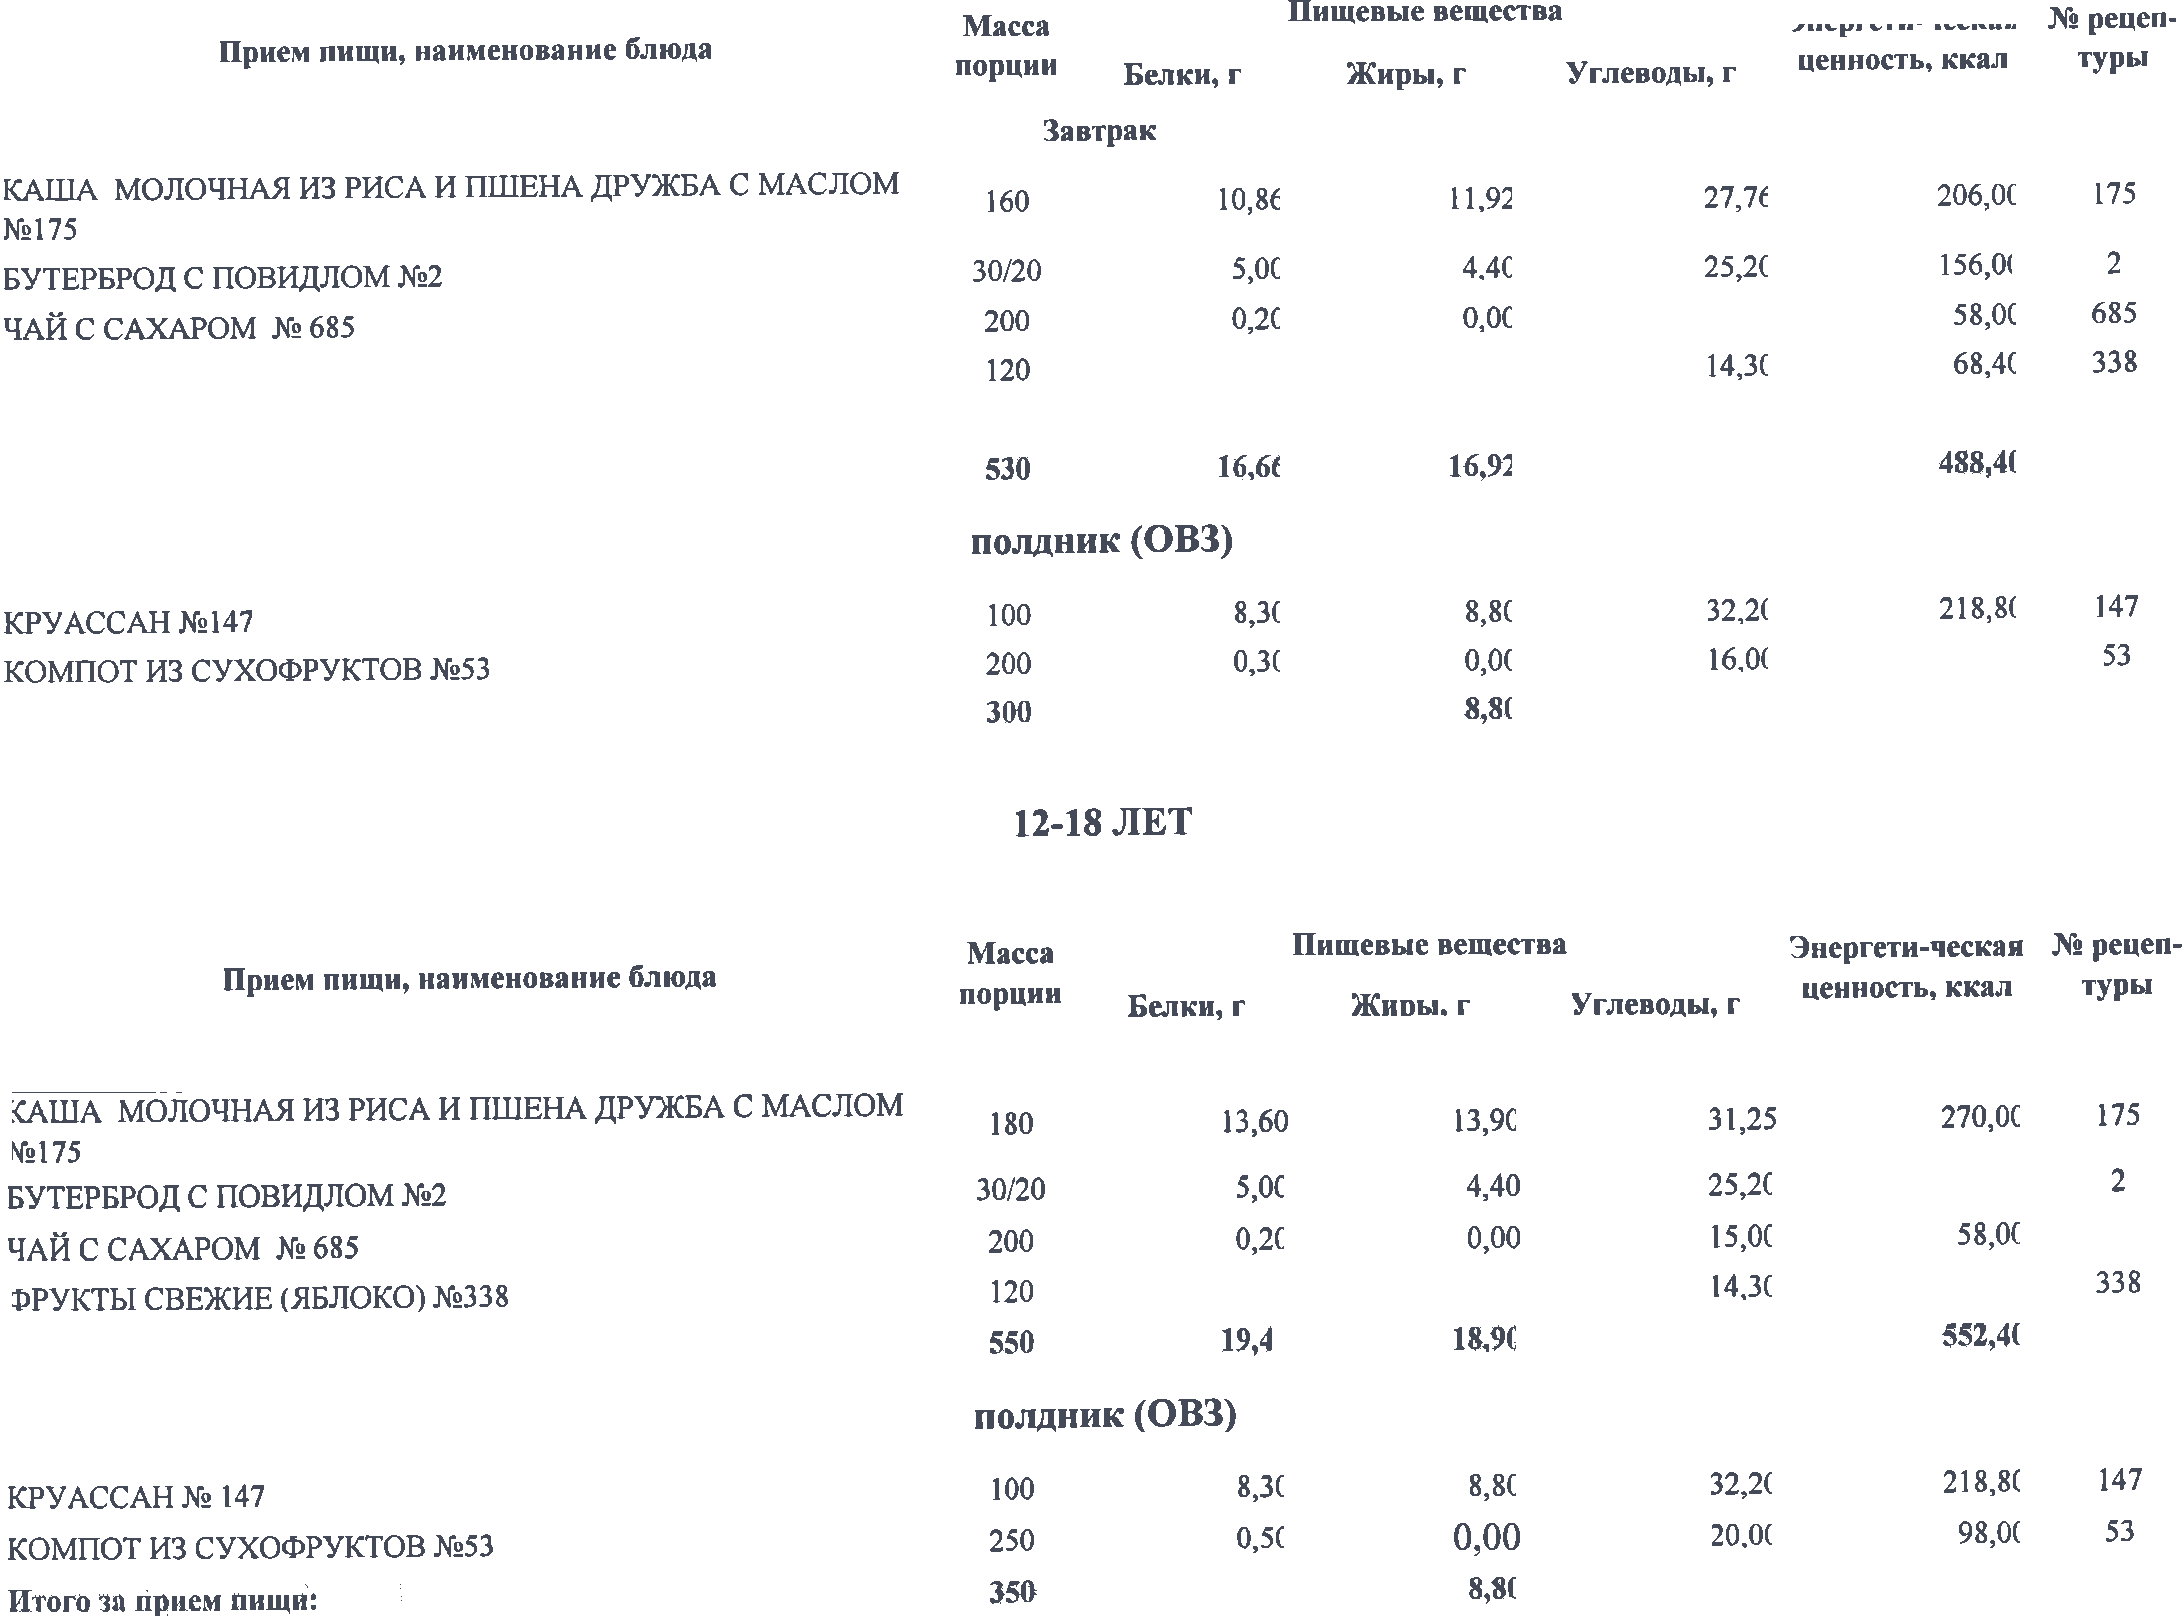 Прием пищи, наименование блюда Масса порции Пищевые вещества ценность, ккал № рецеп-туры
Белки, г Жиры, г Углеводы, г
Завтрак
КАША МОЛОЧНАЯ ИЗ РИСА И ПШЕНА ДРУЖБА С МАСЛОМ №175 160 10,86 11,92 27,76 206,00 175
БУТЕРБРОД С ПОВИДЛОМ №2 30/20 5,00 4,40 25,20 156,00 2
ЧАЙ С САХАРОМ № 685 200 0,20 0,00 58,00 685
120 14,30 68,40 338
530 16,66 16,92 488,40
полдник (ОВЗ)
КРУАССАН №147 100 8,30 8,80 32,20 218,80 147
КОМПОТ ИЗ СУХОФРУКТОВ №53 200 0,30 0,00 16,00 53
300 8,80
12-18 ЛЕТ
Прием пищи, наименование блюда Масса порции Пищевые вещества Энергети-ческая ценность, ккал № рецеп-туры
Белки, г Жиры, г Углеводы, г
КАША МОЛОЧНАЯ ИЗ РИСА И ПШЕНА ДРУЖБА С МАСЛОМ №175 180 13,60 13,90 31,25 270,00 175
БУТЕРБРОД С ПОВИДЛОМ №2 30/20 5,00 4,40 25,20 2
ЧАЙ С САХАРОМ № 685 200 0,20 0,00 15,00 58,00
ФРУКТЫ СВЕЖИЕ (ЯБЛОКО) №338 120 14,30 338
550 19,4 18,90 552,40
полдник (ОВЗ)
КРУАССАН № 147 100 8,30 8,80 32,20 218,80 147
КОМПОТ ИЗ СУХОФРУКТОВ №53 250 0,50 0,00 20,00 98,00 53
Итого за прием пищи: 350 8,80